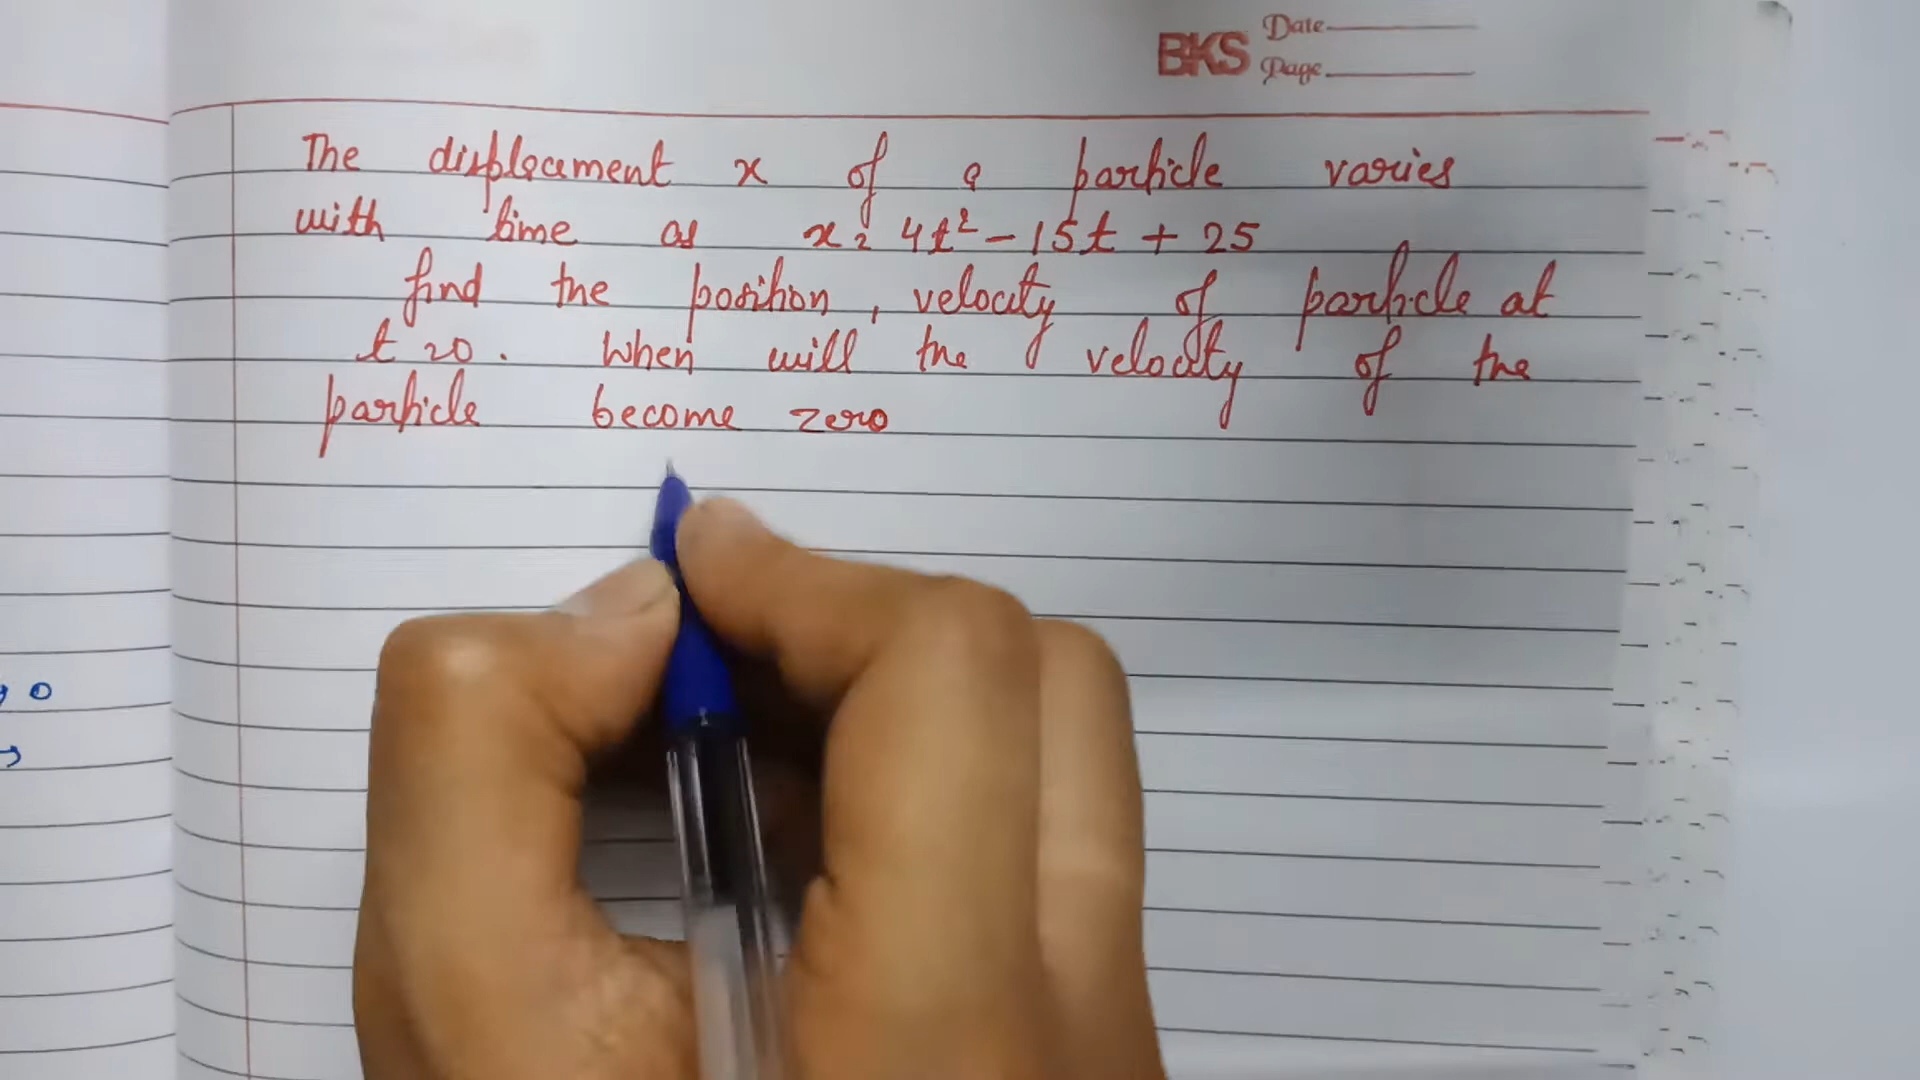 BKS Date
Page
The displacement x of a particle varies
with time as x = 4t² - 15t + 25
find the position, velocity of particle at
t = 0. When will the velocity of the
particle become zero
0